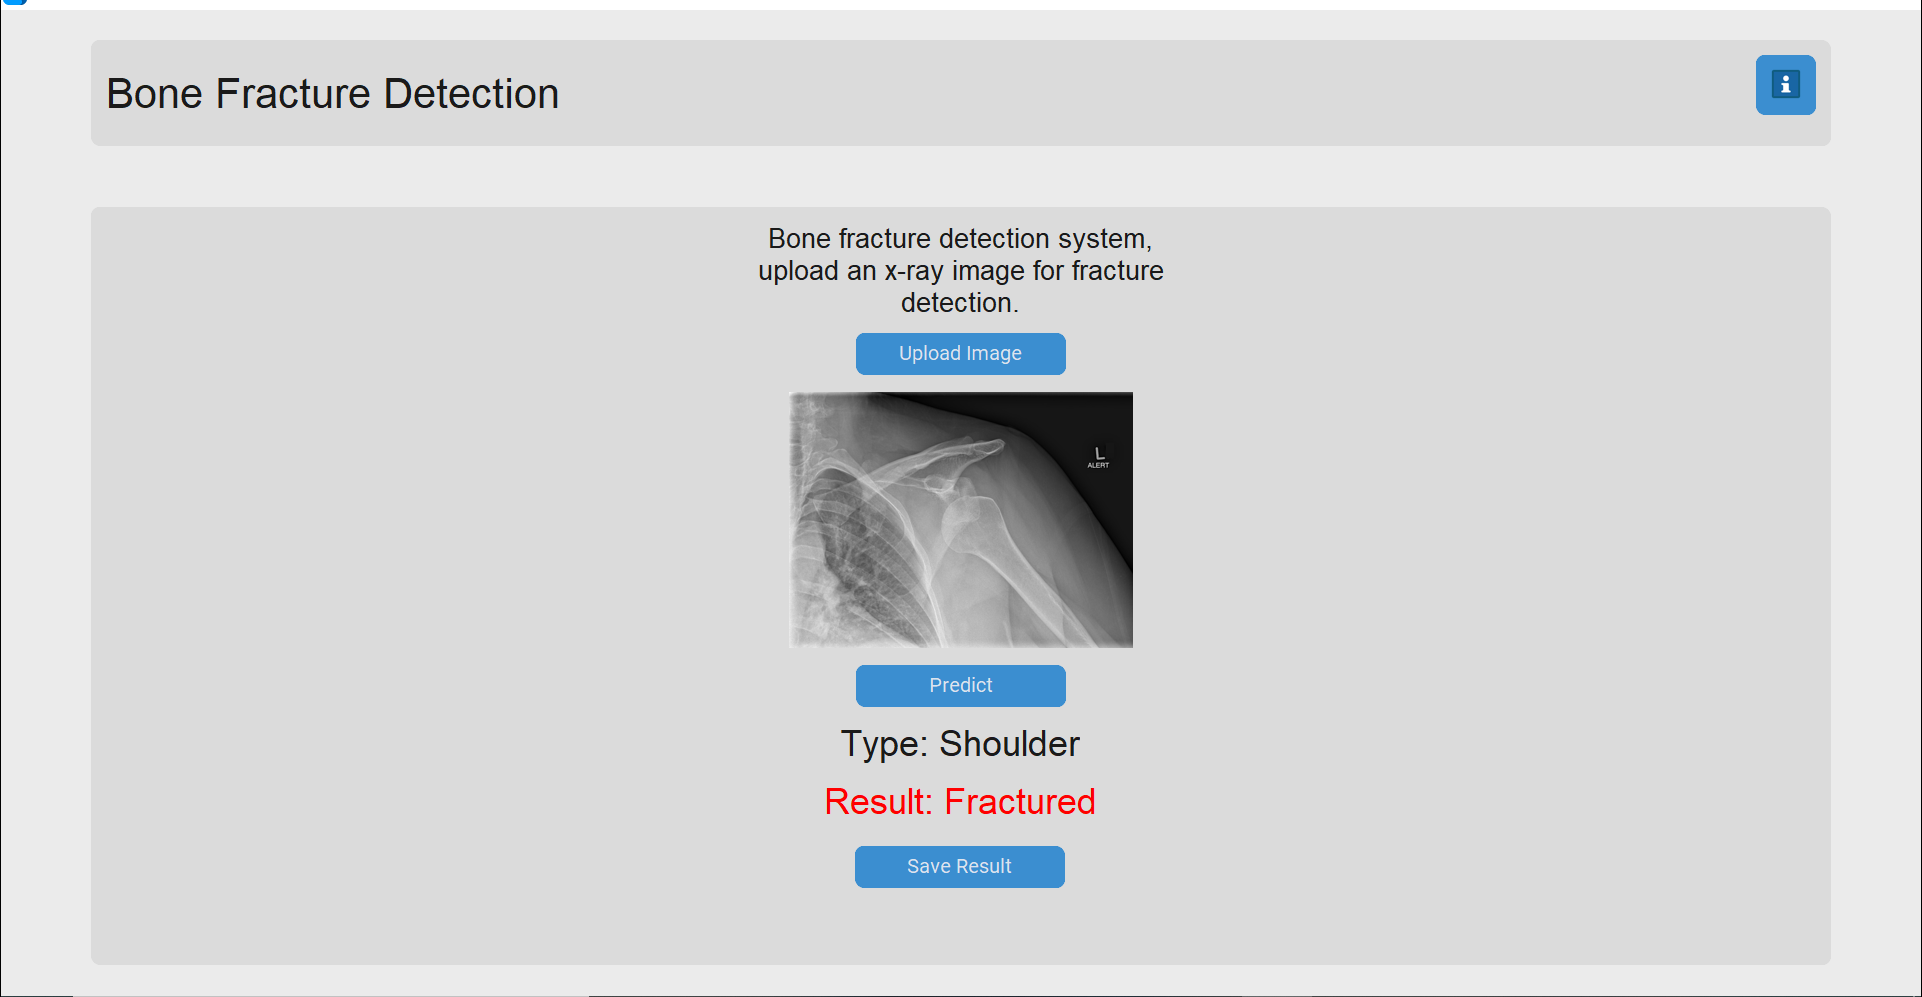 Bone Fracture Detection
Bone fracture detection system,
upload an x-ray image for fracture
detection.
Upload Image
L
ALERT
Predict
Type: Shoulder
Result: Fractured
Save Result